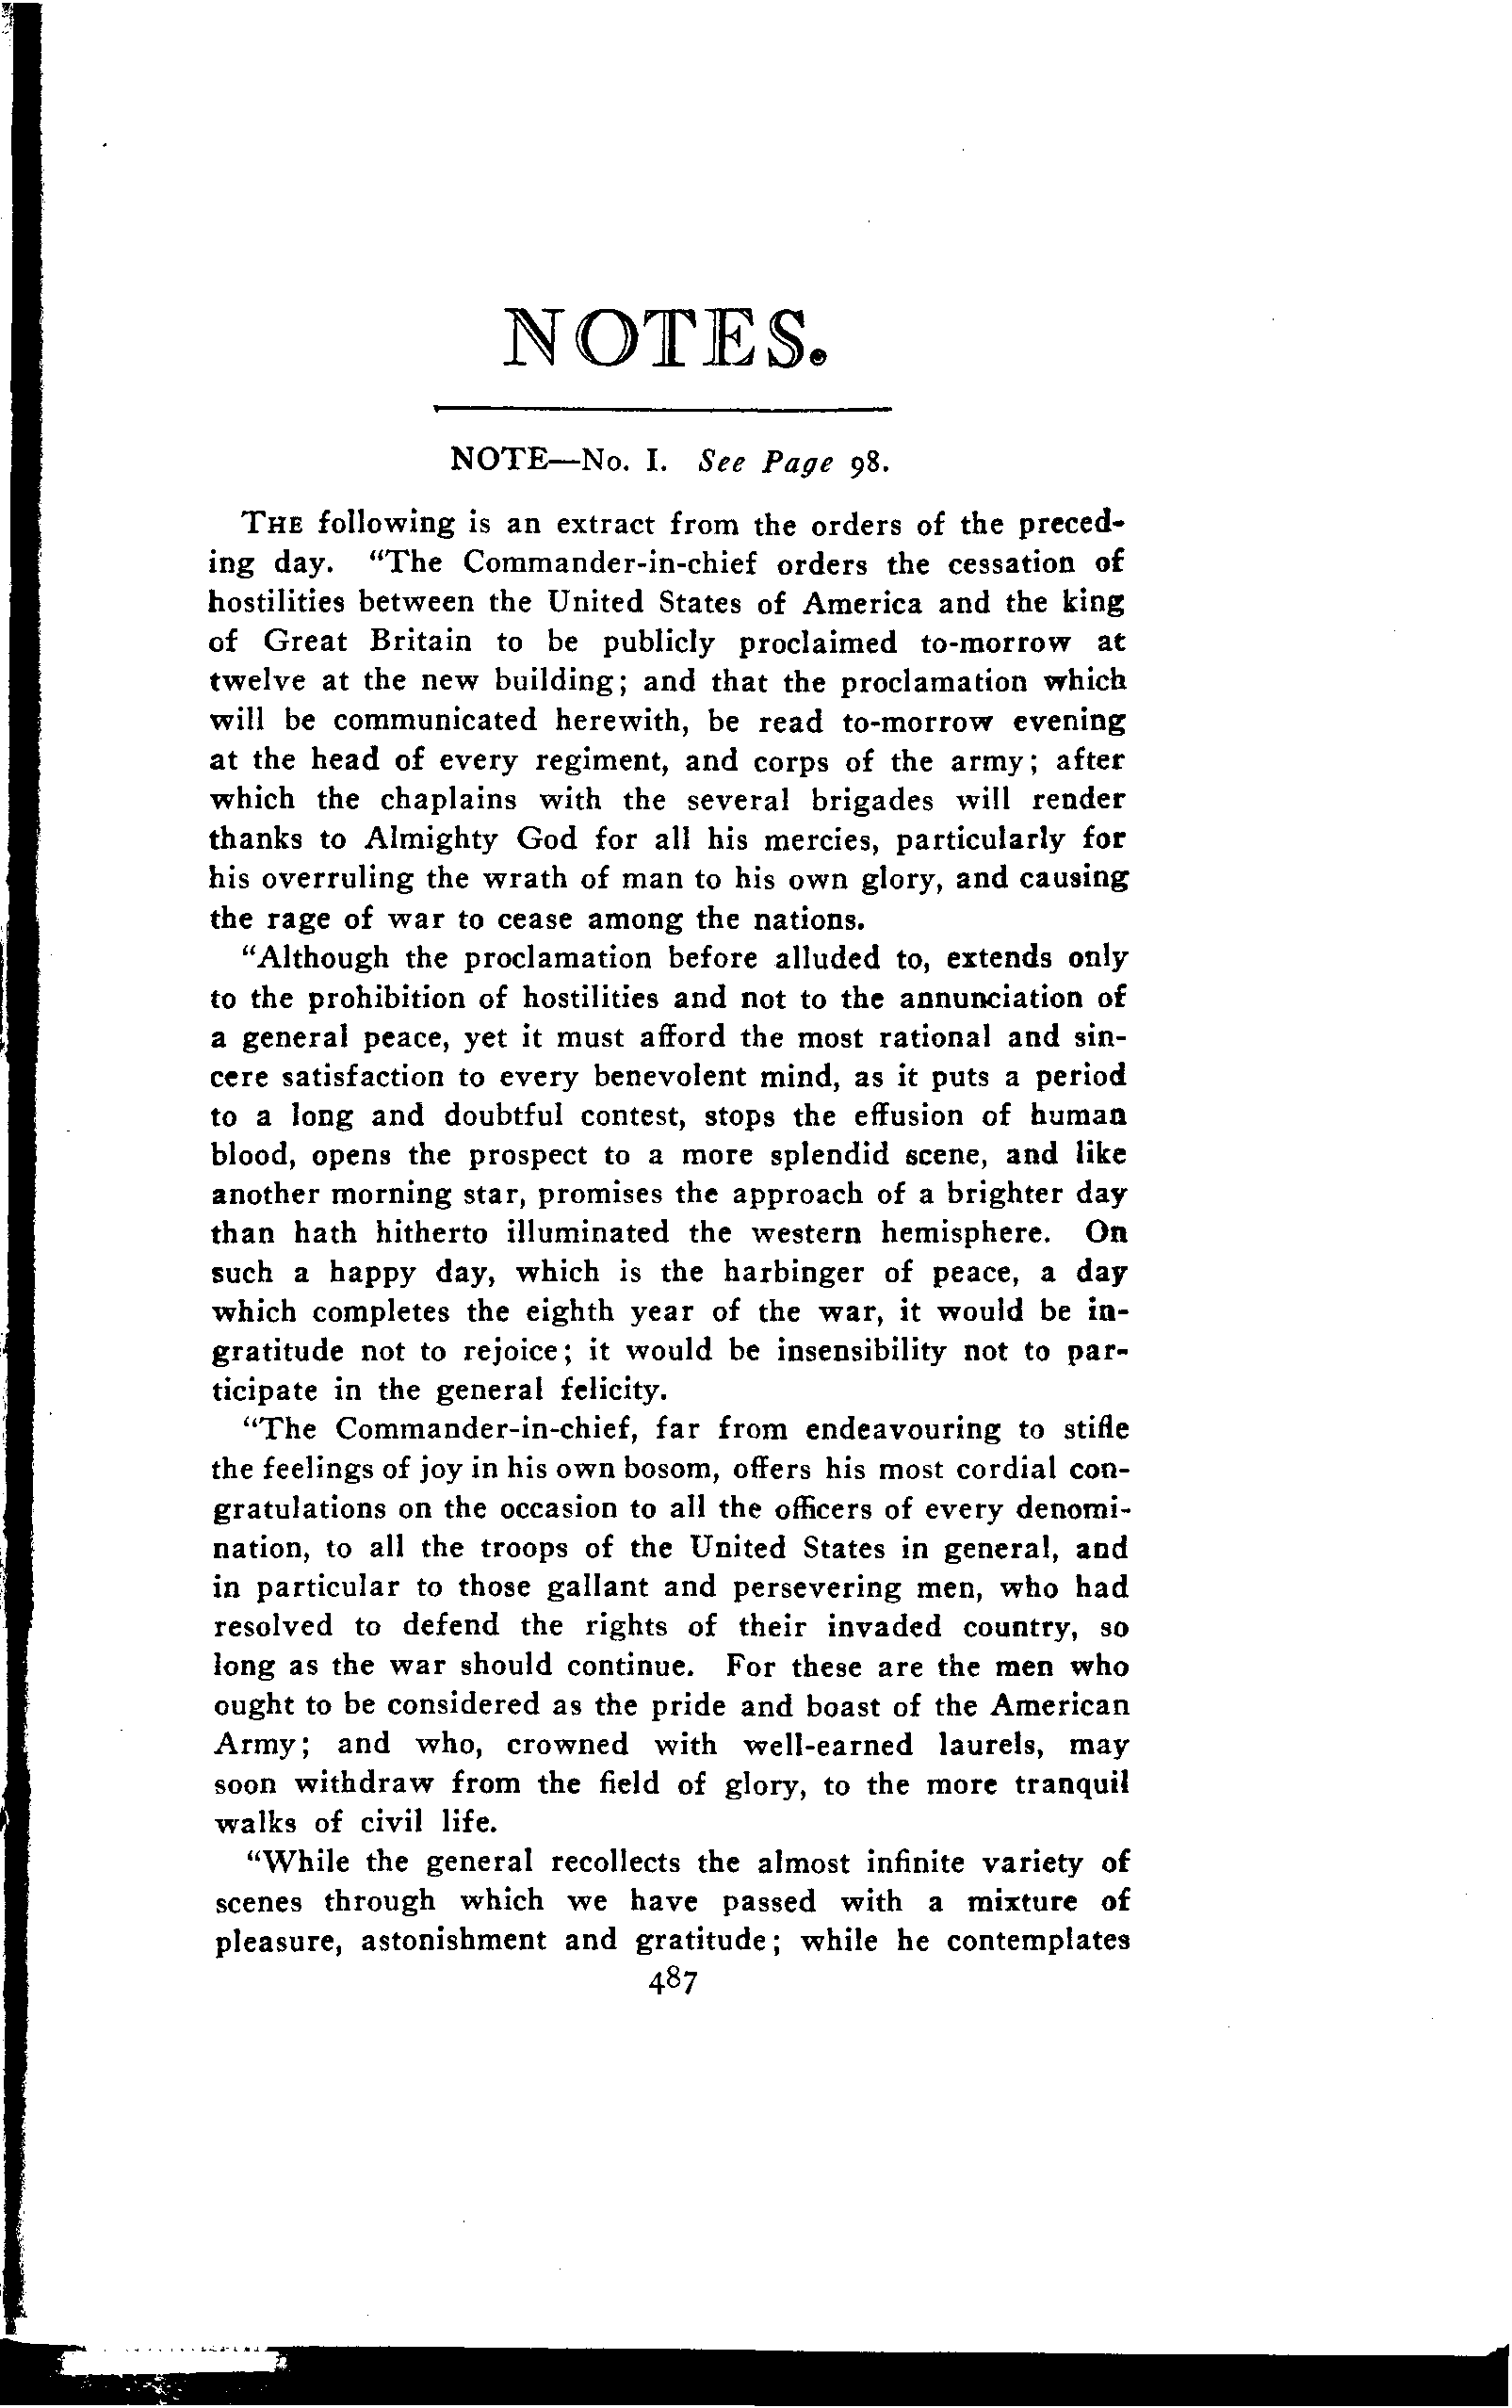 NOTES.
NOTE—No. I. See Page 98.
THE following is an extract from the orders of the preced-
ing day. "The Commander-in-chief orders the cessation of
hostilities between the United States of America and the king
of Great Britain to be publicly proclaimed to-morrow at
twelve at the new building; and that the proclamation which
will be communicated herewith, be read to-morrow evening
at the head of every regiment, and corps of the army; after
which the chaplains with the several brigades will render
thanks to Almighty God for all his mercies, particularly for
his overruling the wrath of man to his own glory, and causing
the rage of war to cease among the nations.
"Although the proclamation before alluded to, extends only
to the prohibition of hostilities and not to the annunciation of
a general peace, yet it must afford the most rational and sin-
cere satisfaction to every benevolent mind, as it puts a period
to a long and doubtful contest, stops the effusion of human
blood, opens the prospect to a more splendid scene, and like
another morning star, promises the approach of a brighter day
than hath hitherto illuminated the western hemisphere. On
such a happy day, which is the harbinger of peace, a day
which completes the eighth year of the war, it would be in-
gratitude not to rejoice; it would be insensibility not to par-
ticipate in the general felicity.
"The Commander-in-chief, far from endeavouring to stifle
the feelings of joy in his own bosom, offers his most cordial con-
gratulations on the occasion to all the officers of every denomi-
nation, to all the troops of the United States in general, and
in particular to those gallant and persevering men, who had
resolved to defend the rights of their invaded country, so
long as the war should continue. For these are the men who
ought to be considered as the pride and boast of the American
Army; and who, crowned with well-earned laurels, may
soon withdraw from the field of glory, to the more tranquil
walks of civil life.
"While the general recollects the almost infinite variety of
scenes through which we have passed with a mixture of
pleasure, astonishment and gratitude; while he contemplates
487